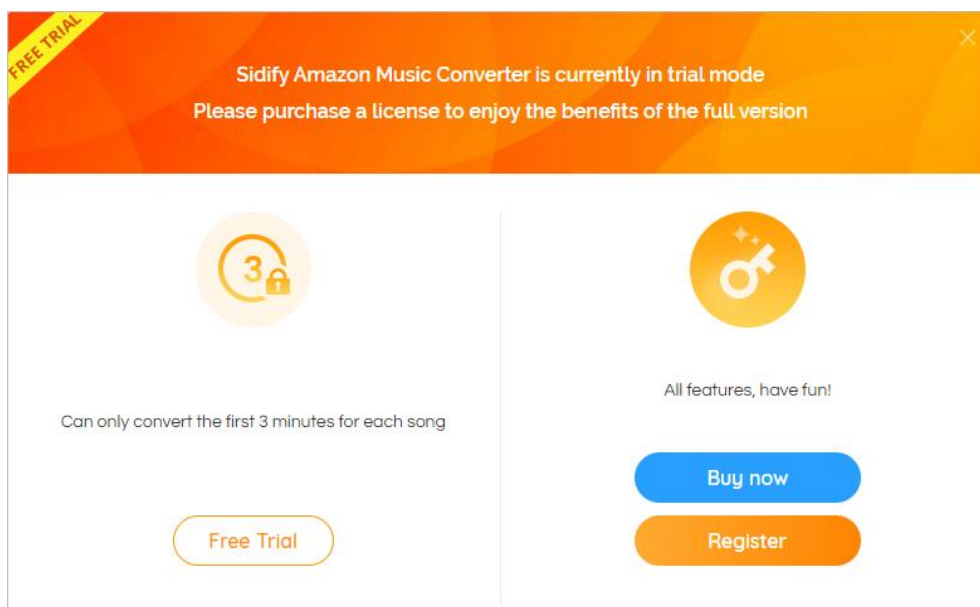 FREE TRIAL
Sidify Amazon Music Converter is currently in trial mode
Please purchase a license to enjoy the benefits of the full version
3
Can only convert the first 3 minutes for each song
Free Trial
All features, have fun!
Buy now
Register